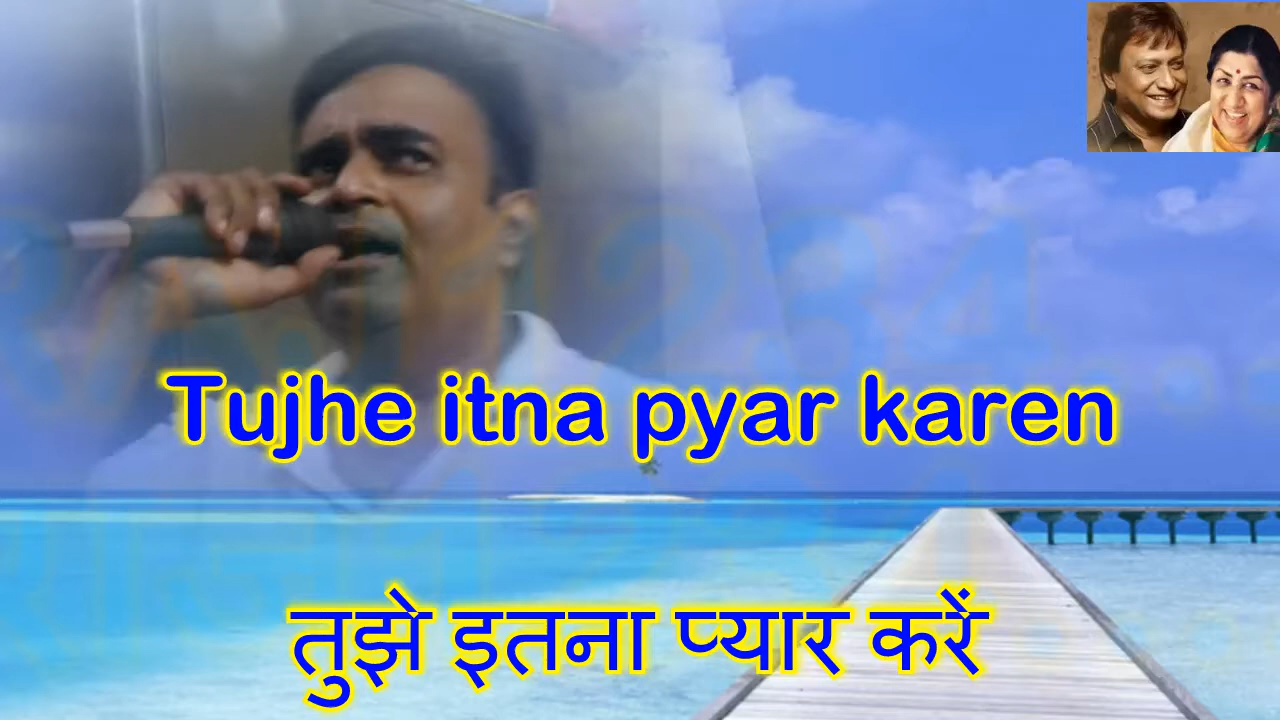 Tujhe itna pyar karen
तुझे इतना प्यार करें